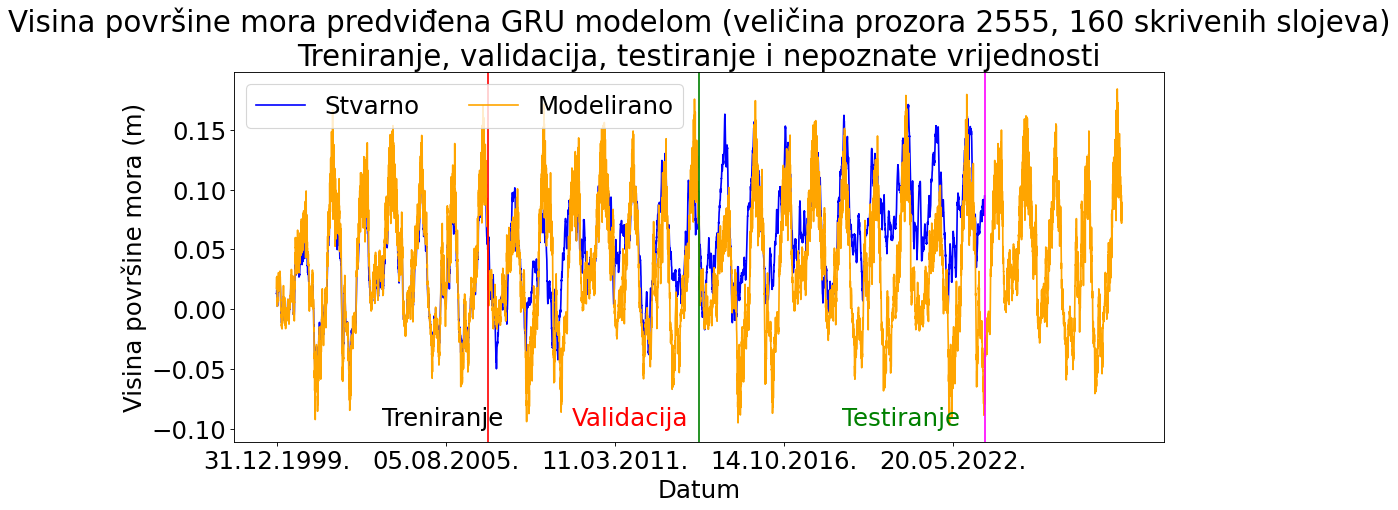 Visina površine mora predviđena GRU modelom (veličina prozora 2555, 160 skrivenih slojeva)
Treniranje, validacija, testiranje i nepoznate vrijednosti
Stvarno
Modelirano
Visina površine mora (m)
0.15
0.10
0.05
0.00
−0.05
−0.10
Treniranje
Validacija
Testiranje
31.12.1999.
05.08.2005.
11.03.2011.
14.10.2016.
20.05.2022.
Datum